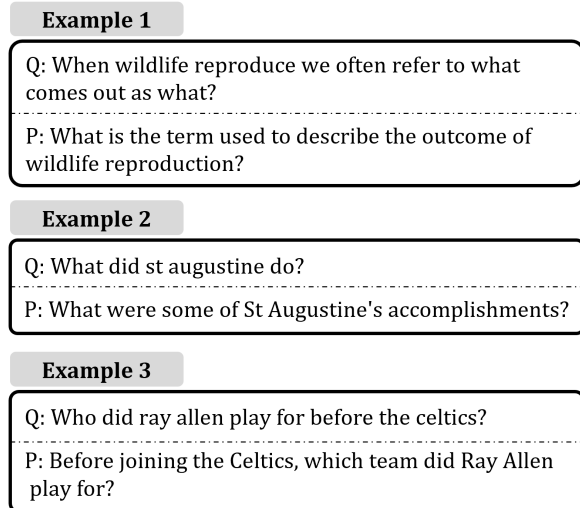 Example 1
Q: When wildlife reproduce we often refer to what
comes out as what?
P: What is the term used to describe the outcome of
wildlife reproduction?
Example 2
Q: What did st augustine do?
P: What were some of St Augustine's accomplishments?
Example 3
Q: Who did ray allen play for before the celtics?
P: Before joining the Celtics, which team did Ray Allen
play for?